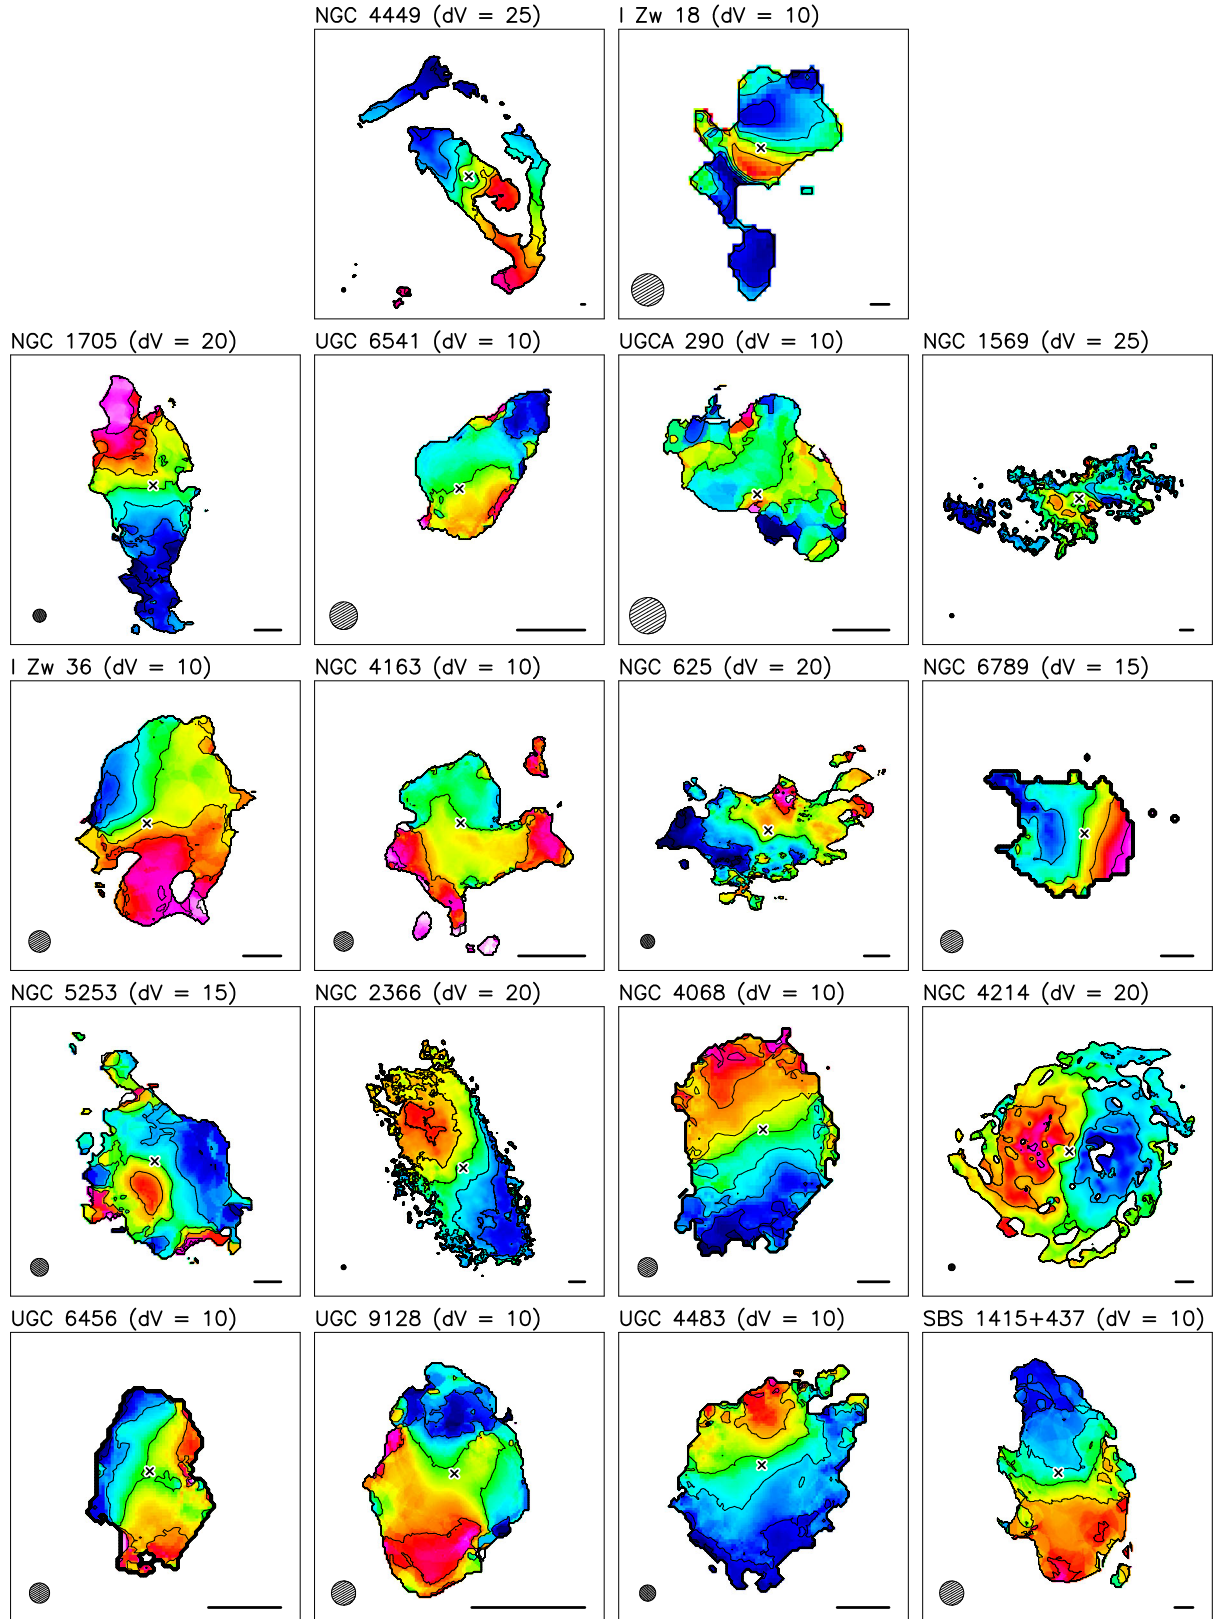 NGC 4449 (dV = 25)
I Zw 18 (dV = 10)
NGC 1705 (dV = 20)
UGC 6541 (dV = 10)
UGCA 290 (dV = 10)
NGC 1569 (dV = 25)
I Zw 36 (dV = 10)
NGC 4163 (dV = 10)
NGC 625 (dV = 20)
NGC 6789 (dV = 15)
NGC 5253 (dV = 15)
NGC 2366 (dV = 20)
NGC 4068 (dV = 10)
NGC 4214 (dV = 20)
UGC 6456 (dV = 10)
UGC 9128 (dV = 10)
UGC 4483 (dV = 10)
SBS 1415+437 (dV = 10)